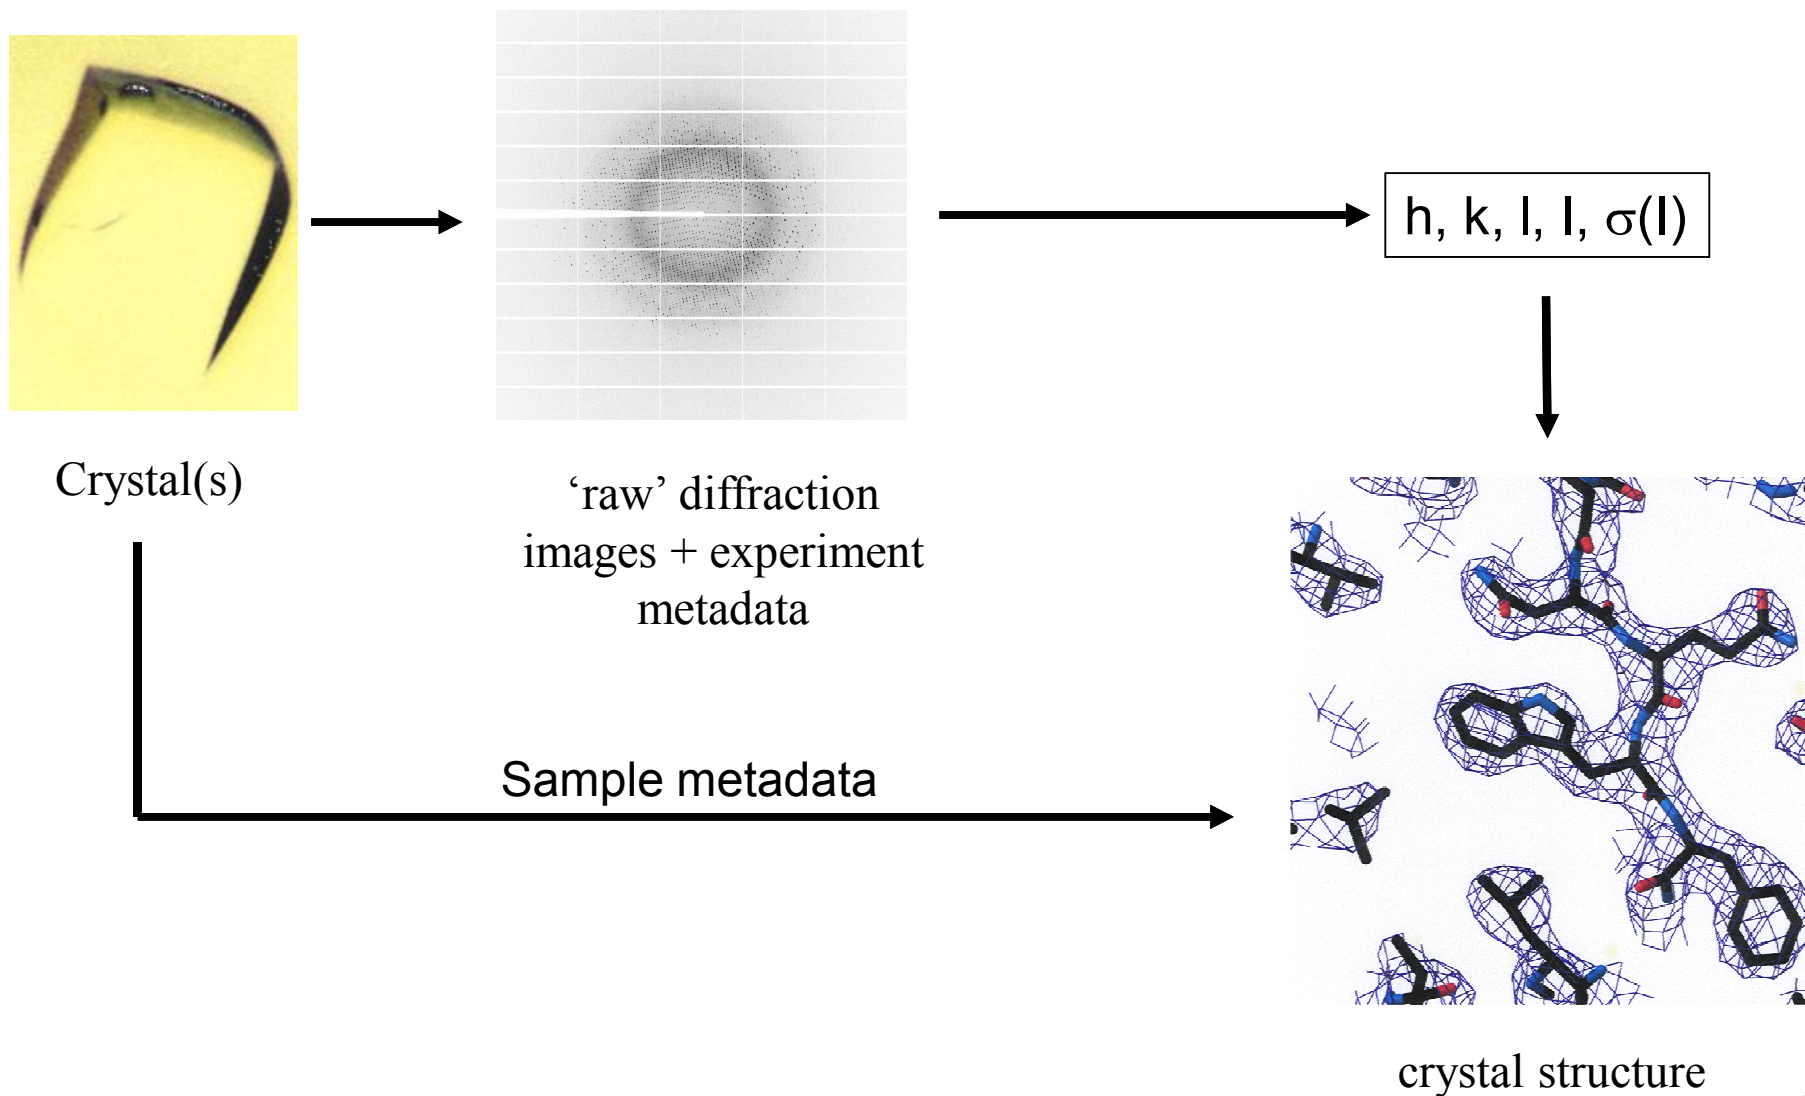 h, k, l, I, σ(I)
Crystal(s)
‘raw’ diffraction
images + experiment
metadata
Sample metadata
crystal structure